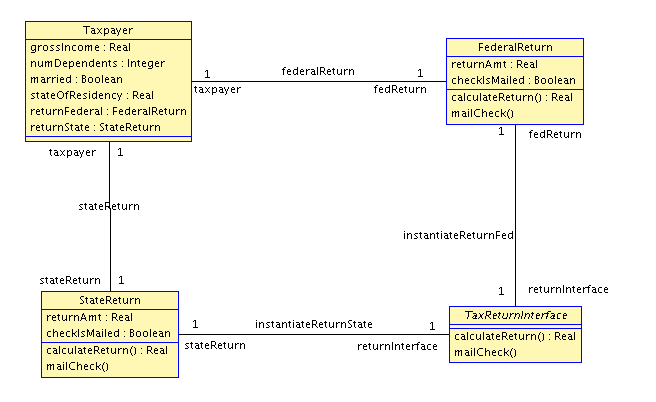 Taxpayer
grossIncome : Real
numDependents : Integer
married : Boolean
stateOfResidency : Real
returnFederal : FederalReturn
returnState : StateReturn
1
taxpayer
federalReturn
1
fedReturn
FederalReturn
returnAmt : Real
checkIsMailed : Boolean
calculateReturn() : Real
mailCheck()
taxpayer
1
stateReturn
stateReturn
1
1
fedReturn
instantiateReturnFed
1
returnInterface
StateReturn
returnAmt : Real
checkIsMailed : Boolean
calculateReturn() : Real
mailCheck()
1
stateReturn
instantiateReturnState
1
returnInterface
TaxReturnInterface
calculateReturn() : Real
mailCheck()